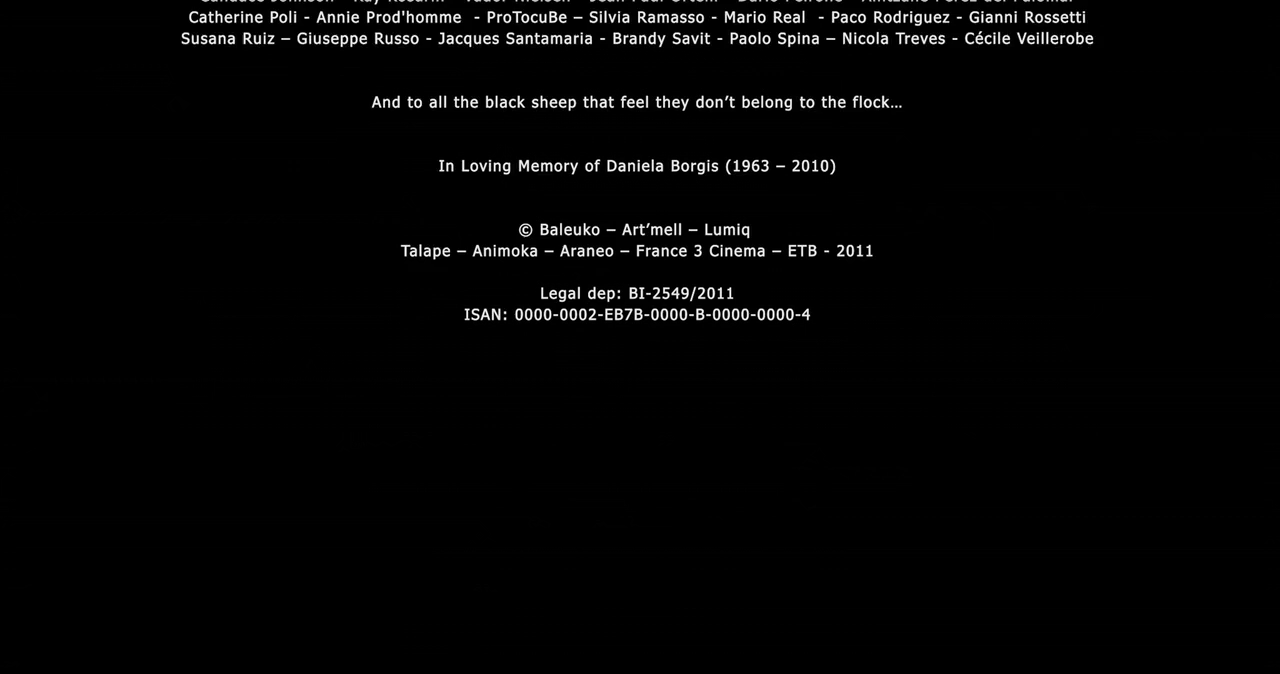 Catherine Poli - Annie Prod'homme - ProTocuBe – Silvia Ramasso - Mario Real - Paco Rodriguez - Gianni Rossetti
Susana Ruiz – Giuseppe Russo - Jacques Santamaria - Brandy Savit - Paolo Spina – Nicola Treves - Cécile Veillerobe
And to all the black sheep that feel they don’t belong to the flock…
In Loving Memory of Daniela Borgis (1963 – 2010)
© Baleuko – Art’mell – Lumiq
Talape – Animoka – Araneo – France 3 Cinema – ETB - 2011
Legal dep: BI-2549/2011
ISAN: 0000-0002-EB7B-0000-B-0000-0000-4